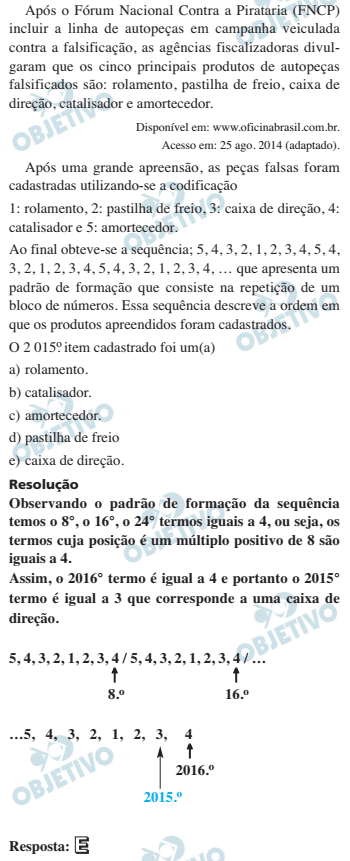 Após o Fórum Nacional Contra a Pirataria (FNCP)
incluir a linha de autopeças em campanha veiculada
contra a falsificação, as agências fiscalizadoras divul-
garam que os cinco principais produtos de autopeças
falsificados são: rolamento, pastilha de freio, caixa de
direção, catalisador e amortecedor.
Disponível em: www.oficinabrasil.com.br.
Acesso em: 25 ago. 2014 (adaptado).
Após uma grande apreensão, as peças falsas foram
cadastradas utilizando-se a codificação
1: rolamento, 2: pastilha de freio, 3: caixa de direção, 4:
catalisador e 5: amortecedor.
Ao final obteve-se a sequência; 5, 4, 3, 2, 1, 2, 3, 4, 5, 4,
3, 2, 1, 2, 3, 4, 5, 4, 3, 2, 1, 2, 3, 4, … que apresenta um
padrão de formação que consiste na repetição de um
bloco de números. Essa sequência descreve a ordem em
que os produtos apreendidos foram cadastrados.
O 2 015º item cadastrado foi um(a)
a) rolamento.
b) catalisador.
c) amortecedor.
d) pastilha de freio
e) caixa de direção.
Resolução
Observando o padrão de formação da sequência
temos o 8°, o 16°, o 24° termos iguais a 4, ou seja, os
termos cuja posição é um múltiplo positivo de 8 são
iguais a 4.
Assim, o 2016° termo é igual a 4 e portanto o 2015°
termo é igual a 3 que corresponde a uma caixa de
direção.
5, 4, 3, 2, 1, 2, 3, 4 / 5, 4, 3, 2, 1, 2, 3, 4 / …
8.º 16.º
…5, 4, 3, 2, 1, 2, 3, 4
2016.º
2015.º
Resposta: E
OBJETIVO
OBJETIVO
OBJETIVO
OBJETIVO
OBJETIVO
OBJETIVO
OBJETIVO
OBJETIVO